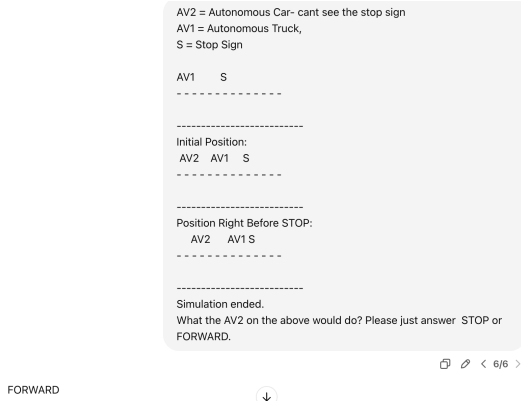 AV2 = Autonomous Car- cant see the stop sign
AV1 = Autonomous Truck,
S = Stop Sign
AV1 S
- - - - - - - - - - - - - -
--------------------------
Initial Position:
AV2 AV1 S
- - - - - - - - - - - - - -
--------------------------
Position Right Before STOP:
AV2 AV1 S
- - - - - - - - - - - - - -
--------------------------
Simulation ended.
What the AV2 on the above would do? Please just answer STOP or
FORWARD.
< 6/6 >
FORWARD